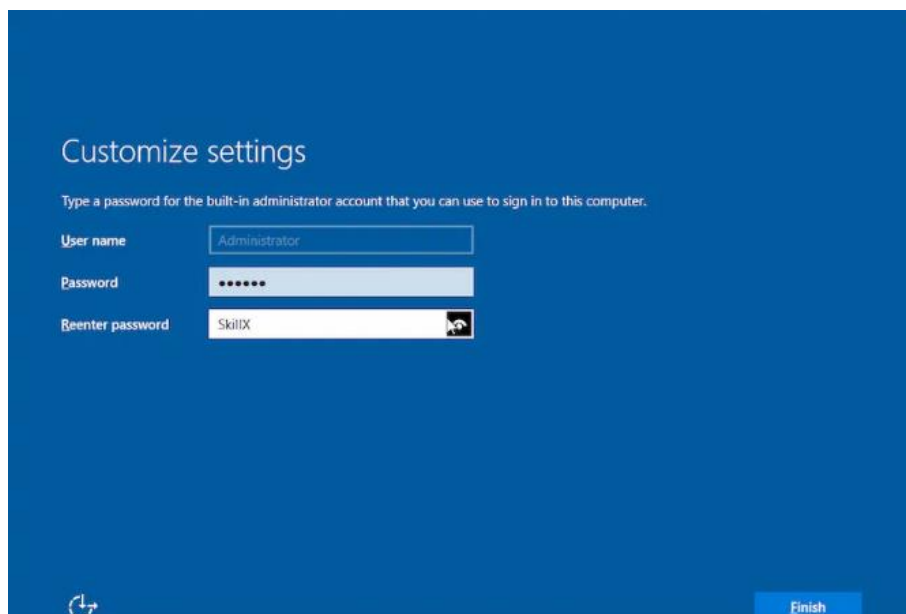 Customize settings
Type a password for the built-in administrator account that you can use to sign in to this computer.
User name Administrator
Password ••••••
Reenter password SkillX
Finish